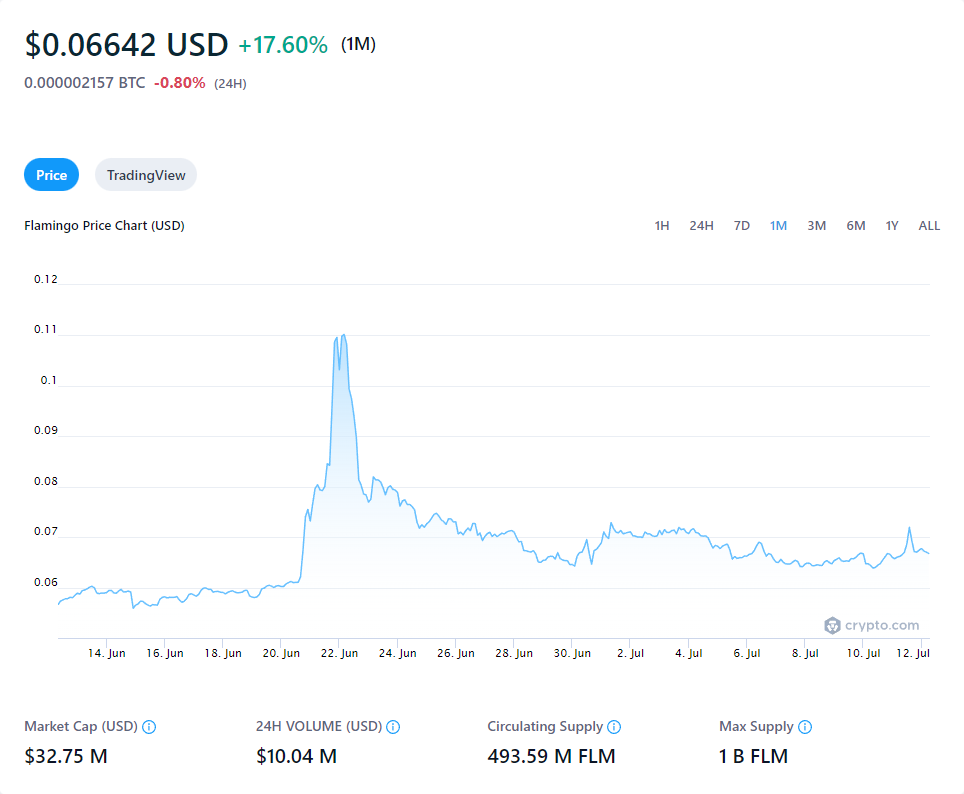 $0.06642 USD +17.60% (1M)
0.000002157 BTC -0.80% (24H)
Price TradingView
Flamingo Price Chart (USD) 1H 24H 7D 1M 3M 6M 1Y ALL
0.12
0.11
0.1
0.09
0.08
0.07
0.06
crypto.com
14. Jun 16. Jun 18. Jun 20. Jun 22. Jun 24. Jun 26. Jun 28. Jun 30. Jun 2. Jul 4. Jul 6. Jul 8. Jul 10. Jul 12. Jul
Market Cap (USD) 24H VOLUME (USD) Circulating Supply Max Supply
$32.75 M $10.04 M 493.59 M FLM 1 B FLM